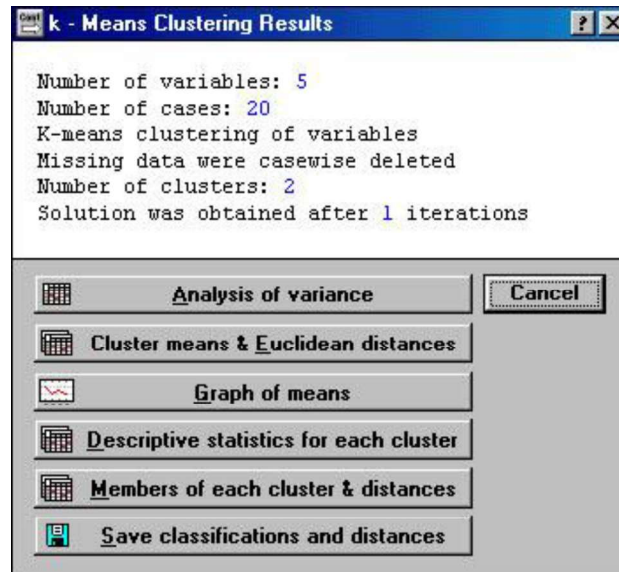 k - Means Clustering Results
Number of variables: 5
Number of cases: 20
K-means clustering of variables
Missing data were casewise deleted
Number of clusters: 2
Solution was obtained after 1 iterations
Analysis of variance
Cancel
Cluster means & Euclidean distances
Graph of means
Descriptive statistics for each cluster
Members of each cluster & distances
Save classifications and distances